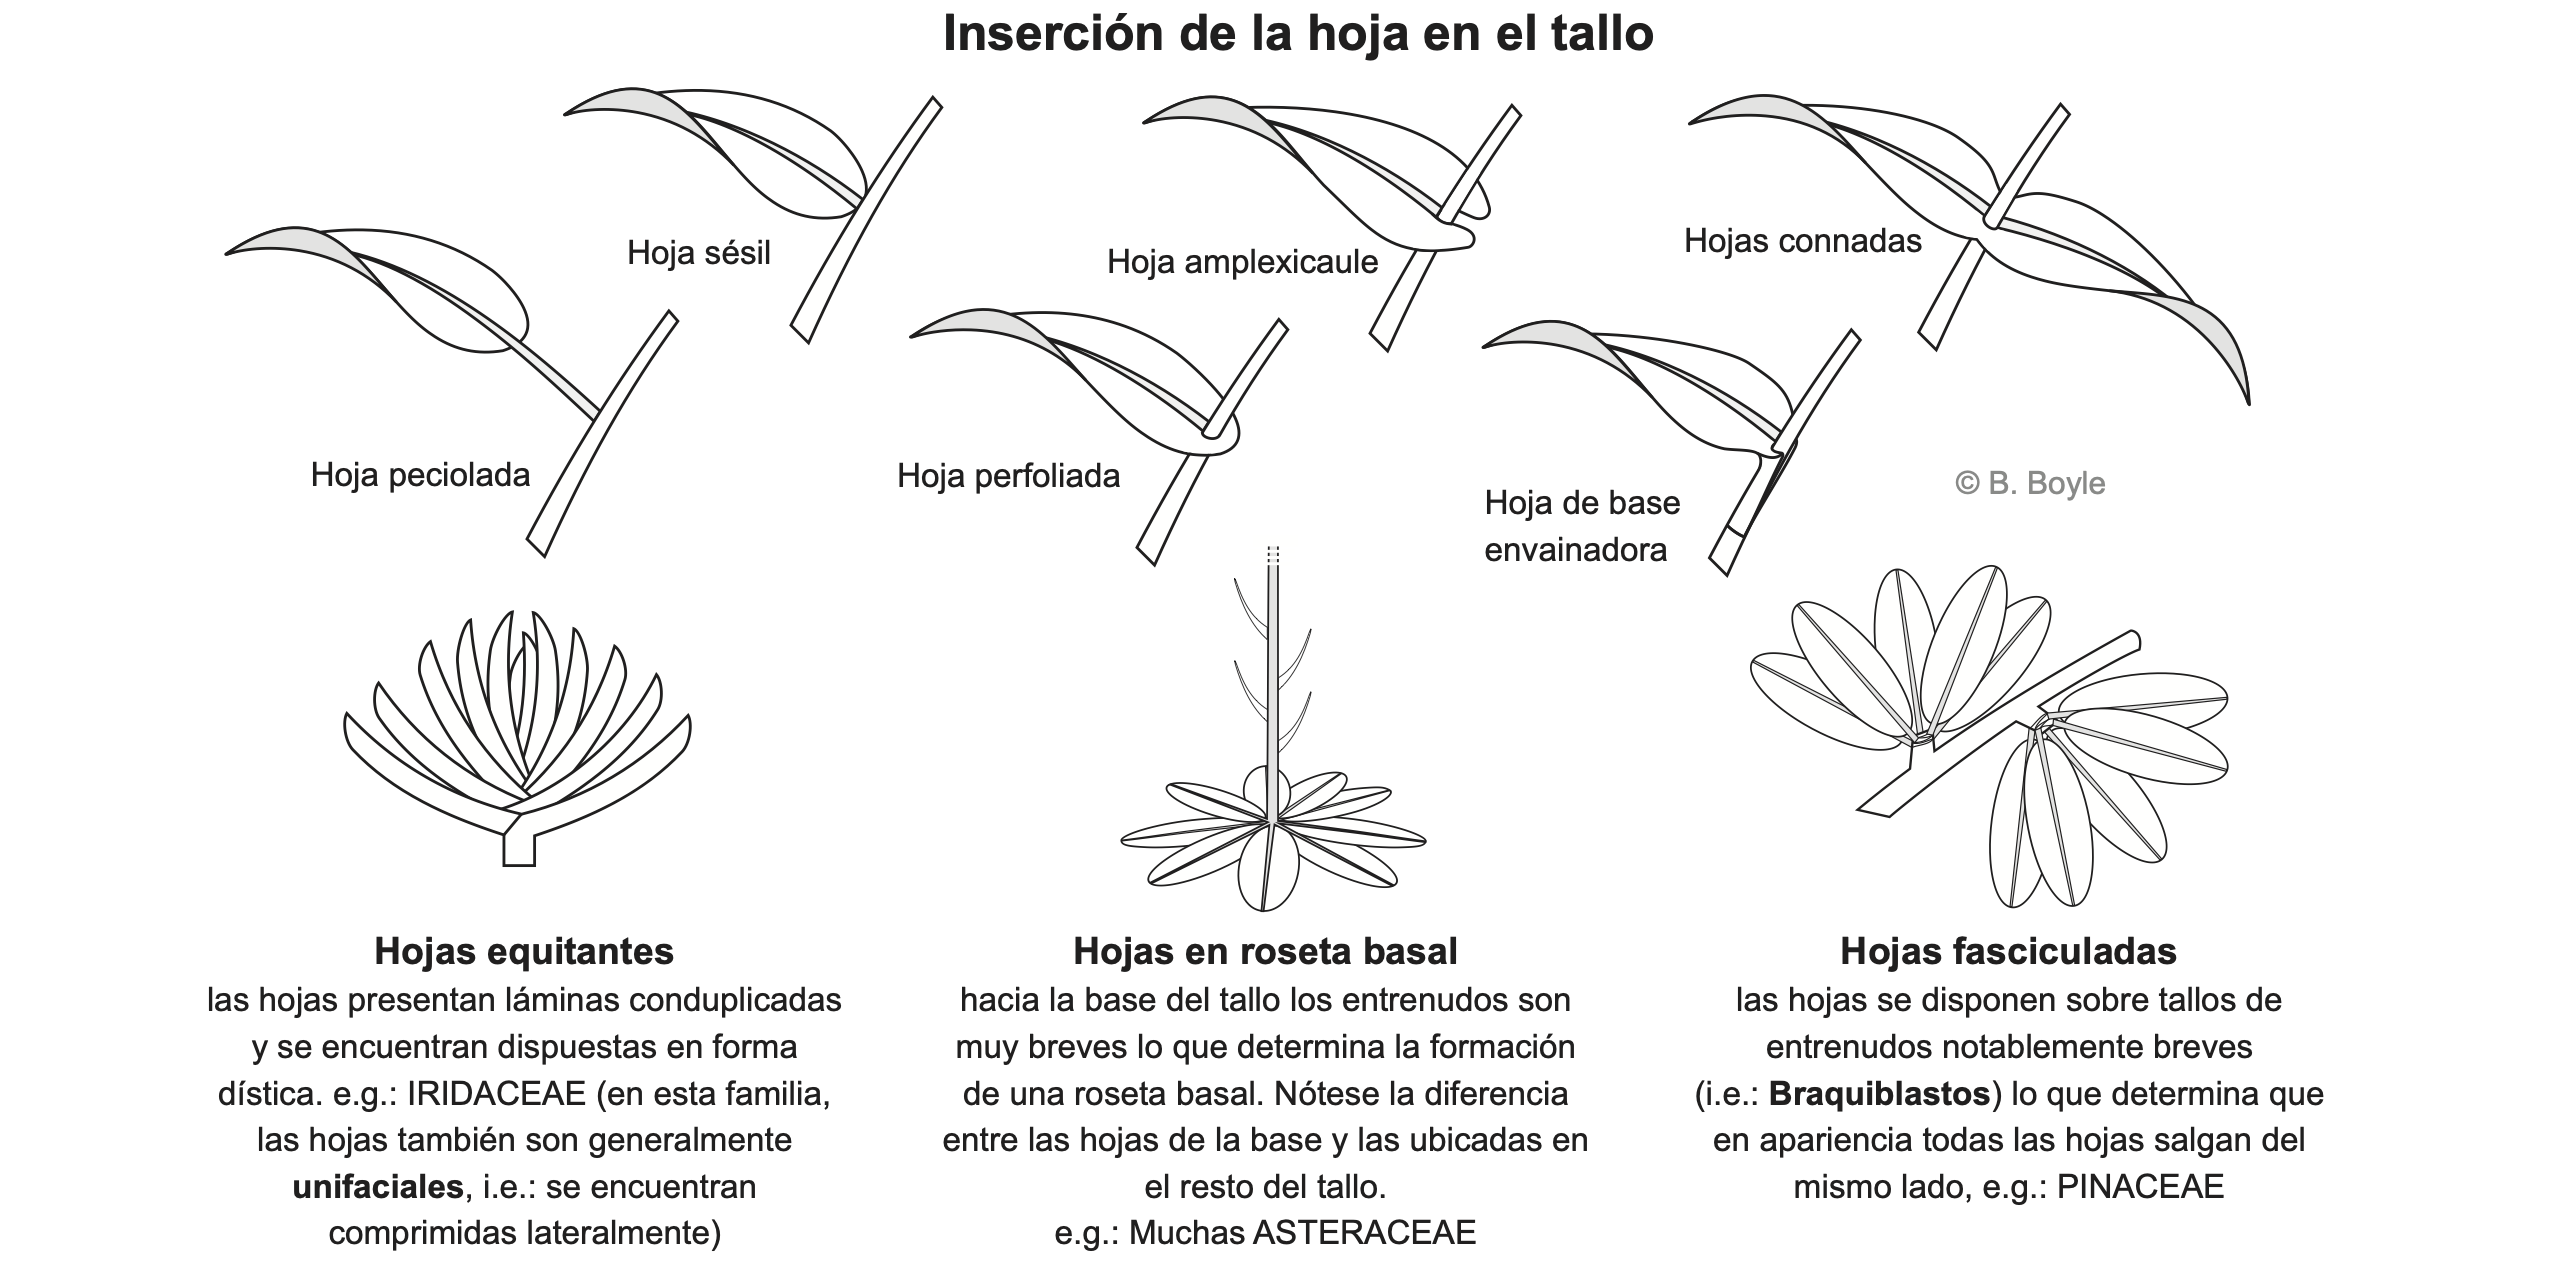 Inserción de la hoja en el tallo
Hoja sésil
Hoja amplexicaule
Hojas connadas
Hoja peciolada
Hoja perfoliada
Hoja de base
envainadora
© B. Boyle
Hojas equitantes
las hojas presentan láminas conduplicadas
y se encuentran dispuestas en forma
dística. e.g.: IRIDACEAE (en esta familia,
las hojas también son generalmente
unifaciales, i.e.: se encuentran
comprimidas lateralmente)
Hojas en roseta basal
hacia la base del tallo los entrenudos son
muy breves lo que determina la formación
de una roseta basal. Nótese la diferencia
entre las hojas de la base y las ubicadas en
el resto del tallo.
e.g.: Muchas ASTERACEAE
Hojas fasciculadas
las hojas se disponen sobre tallos de
entrenudos notablemente breves
(i.e.: Braquiblastos) lo que determina que
en apariencia todas las hojas salgan del
mismo lado, e.g.: PINACEAE